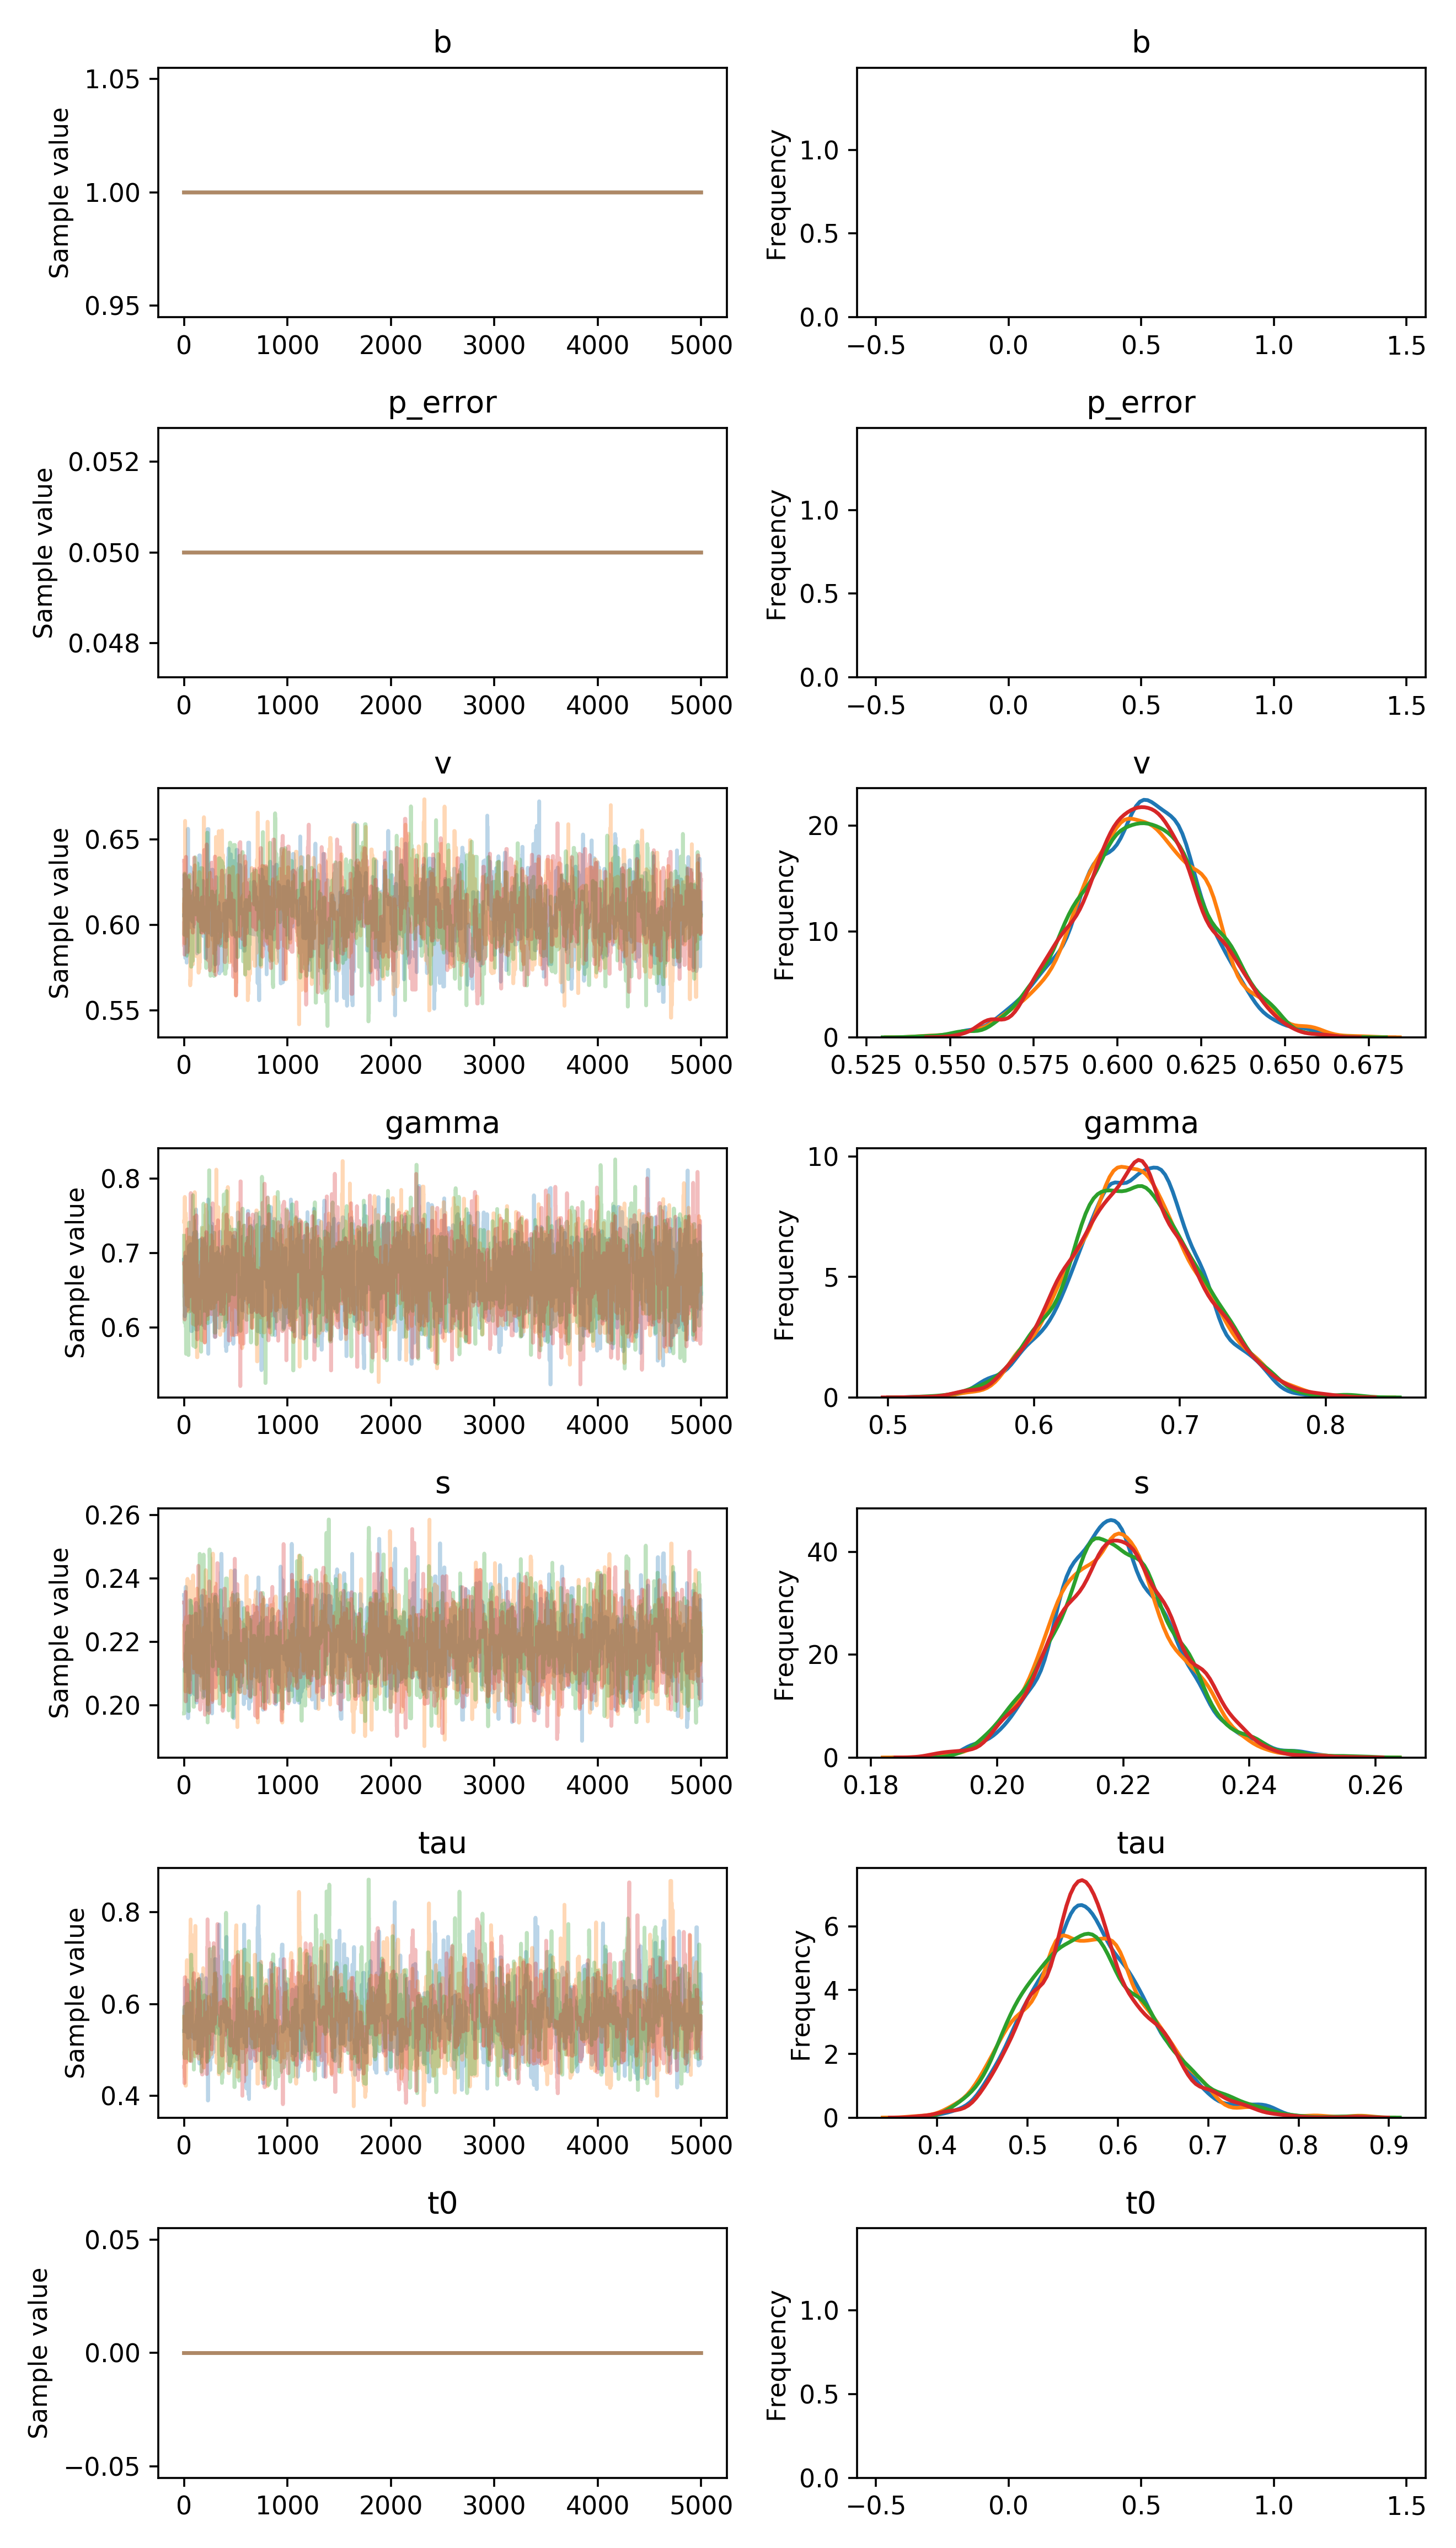 b
b
Sample value
1.05
1.00
0.95
0 1000 2000 3000 4000 5000
Frequency
1.0
0.5
0.0
−0.5 0.0 0.5 1.0 1.5
p_error
p_error
Sample value
0.052
0.050
0.048
0 1000 2000 3000 4000 5000
Frequency
1.0
0.5
0.0
−0.5 0.0 0.5 1.0 1.5
v
v
Sample value
0.65
0.60
0.55
0 1000 2000 3000 4000 5000
Frequency
20
10
0
0.525 0.550 0.575 0.600 0.625 0.650 0.675
gamma
gamma
Sample value
0.8
0.7
0.6
0 1000 2000 3000 4000 5000
Frequency
10
5
0
0.5 0.6 0.7 0.8
s
s
Sample value
0.26
0.24
0.22
0.20
0 1000 2000 3000 4000 5000
Frequency
40
20
0
0.18 0.20 0.22 0.24 0.26
tau
tau
Sample value
0.8
0.6
0.4
0 1000 2000 3000 4000 5000
Frequency
6
4
2
0
0.4 0.5 0.6 0.7 0.8 0.9
t0
t0
Sample value
0.05
0.00
−0.05
0 1000 2000 3000 4000 5000
Frequency
1.0
0.5
0.0
−0.5 0.0 0.5 1.0 1.5